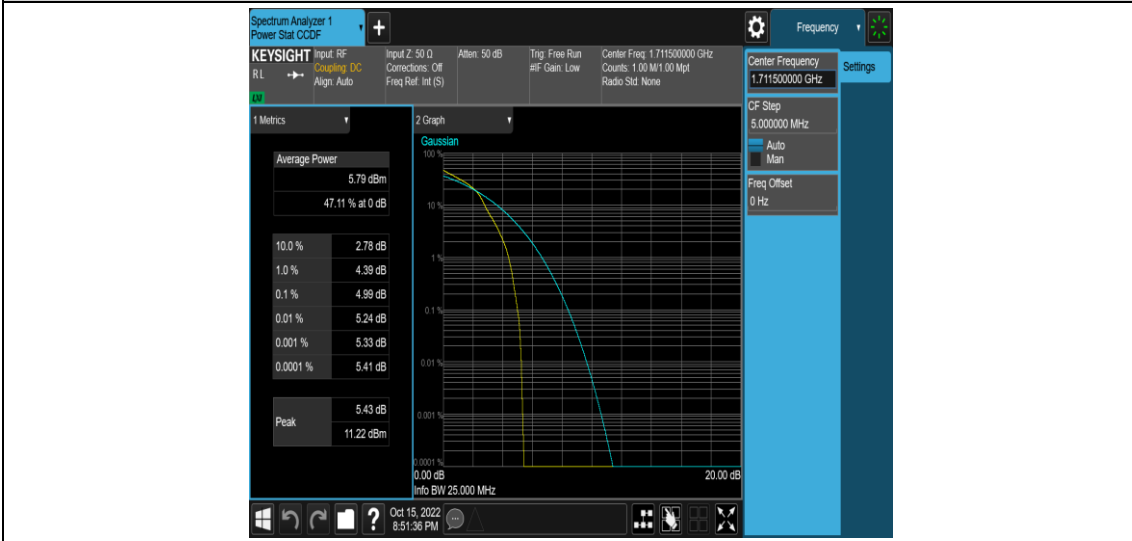 Spectrum Analyzer 1
Power Stat CCDF
+
Frequency
KEYSIGHT
RL
LM
Input: RF
Coupling: DC
Align: Auto
Input Z: 50 Ω
Corrections: Off
Freq Ref: Int (S)
Atten: 50 dB
Trig: Free Run
#IF Gain: Low
Center Freq: 1.711500000 GHz
Counts: 1.00 M/1.00 Mpt
Radio Std: None
Center Frequency
1.711500000 GHz
Settings
CF Step
5.000000 MHz
Auto
Man
Freq Offset
0 Hz
1 Metrics
Average Power
5.79 dBm
47.11 % at 0 dB
10.0 % 2.78 dB
1.0 % 4.39 dB
0.1 % 4.99 dB
0.01 % 5.24 dB
0.001 % 5.33 dB
0.0001 % 5.41 dB
Peak
5.43 dB
11.22 dBm
2 Graph
Gaussian
100 %
10 %
1 %
0.1 %
0.01 %
0.001 %
0.0001 %
0.00 dB 20.00 dB
Info BW 25.000 MHz
?
Oct 15, 2022
8:51:36 PM